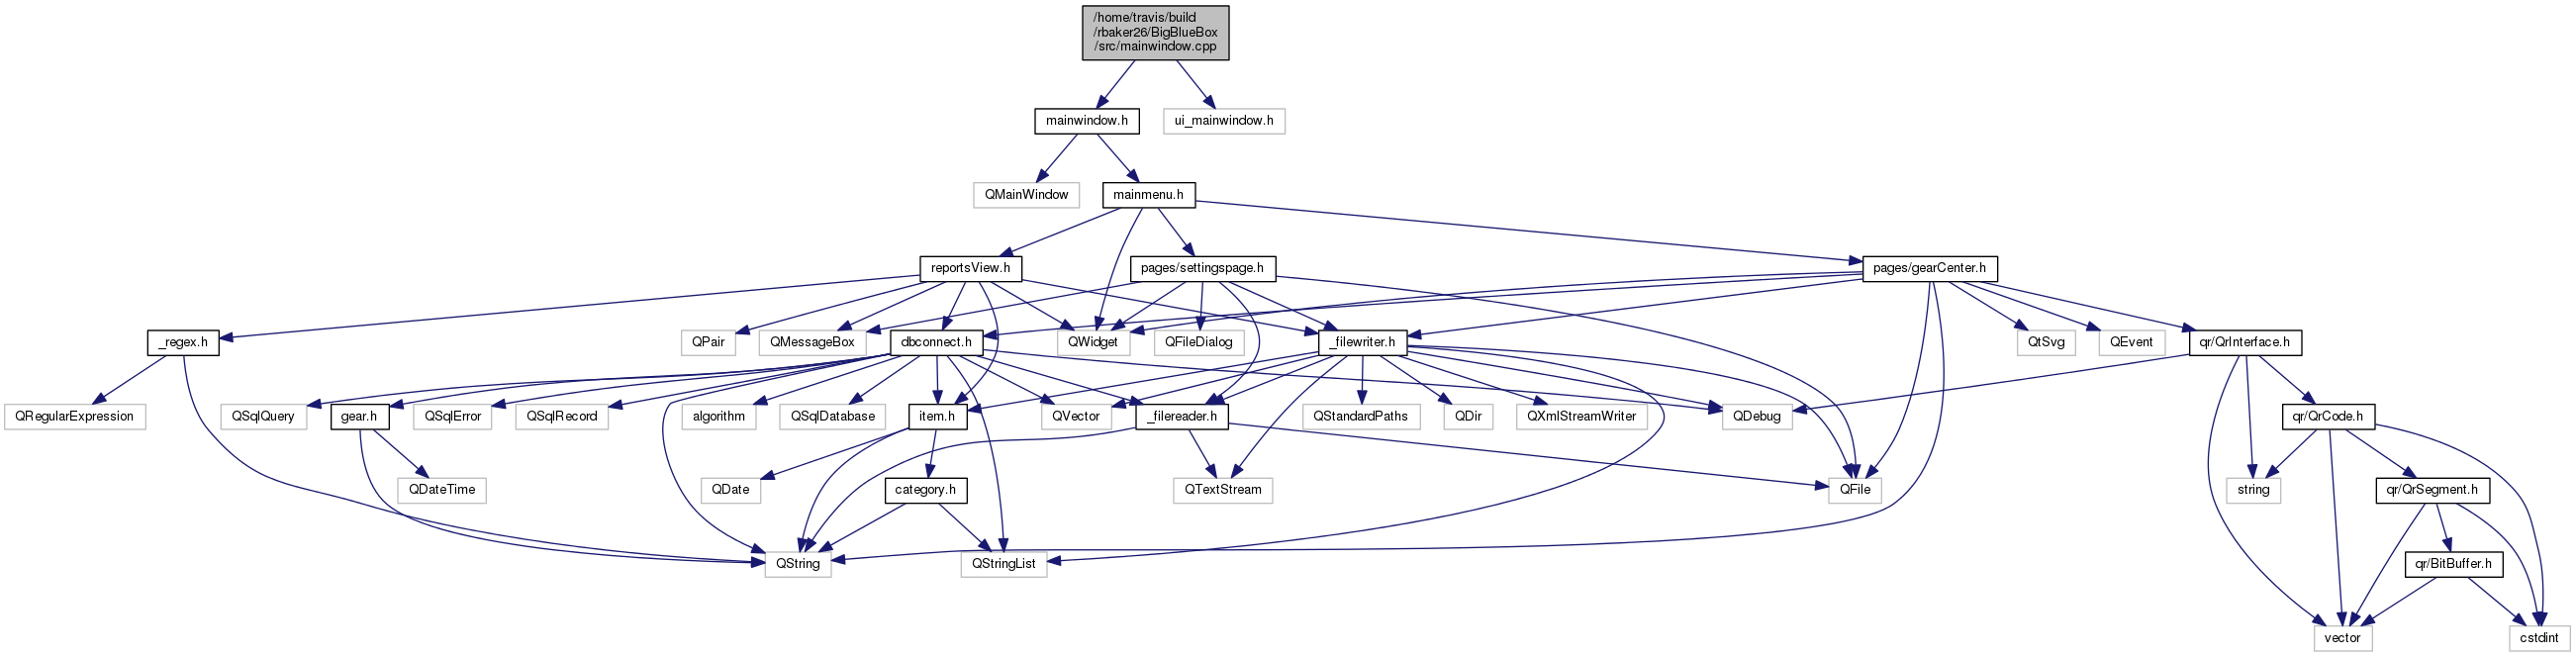 /home/travis/build
/rbaker26/BigBlueBox
/src/mainwindow.cpp
mainwindow.h
ui_mainwindow.h
QMainWindow
mainmenu.h
reportsView.h
pages/settingspage.h
pages/gearCenter.h
_regex.h
QPair
QMessageBox
dbconnect.h
QWidget
QFileDialog
_filewriter.h
QtSvg
QEvent
qr/QrInterface.h
QRegularExpression
QSqlQuery
gear.h
QSqlError
QSqlRecord
algorithm
QSqlDatabase
item.h
QVector
_filereader.h
QStandardPaths
QDir
QXmlStreamWriter
QDebug
qr/QrCode.h
QDateTime
QDate
category.h
QTextStream
QFile
string
qr/QrSegment.h
QString
QStringList
qr/BitBuffer.h
vector
cstdint